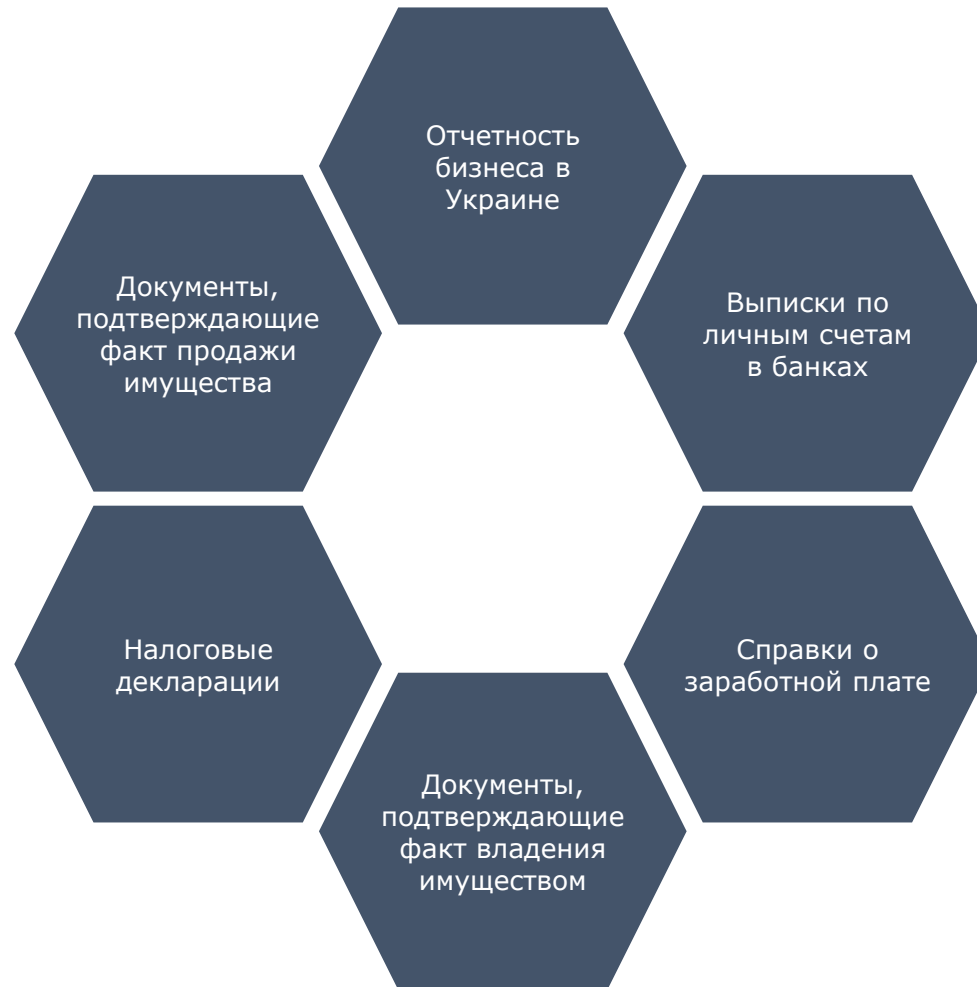 Отчетность
бизнеса в
Украине
Документы,
подтверждающие
факт продажи
имущества
Выписки по
личным счетам
в банках
Налоговые
декларации
Справки о
заработной плате
Документы,
подтверждающие
факт владения
имуществом